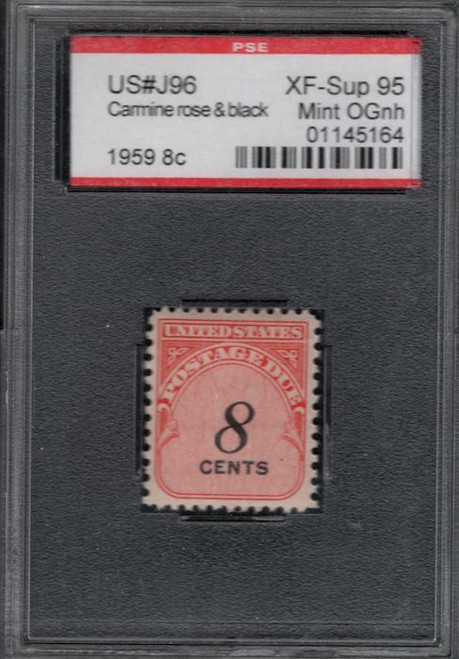 PSE
US#J96 XF-Sup 95
Carmine rose & black Mint OGnh
01145164
1959 8c
UNITED STATES
POSTAGE DUE
8
CENTS